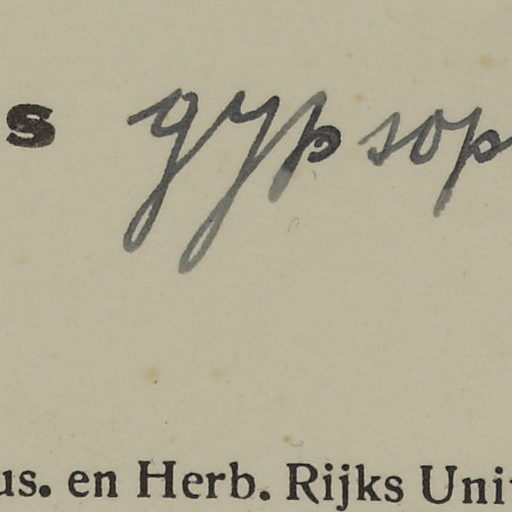 s gypsop
us. en Herb. Rijks Uni